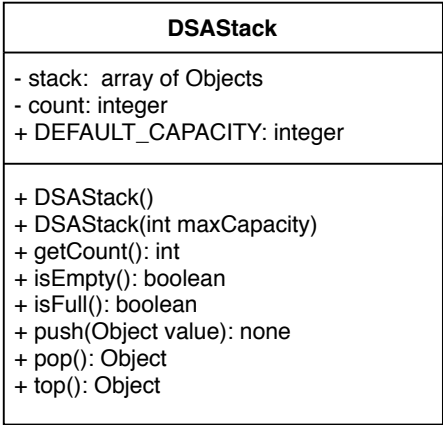 DSAStack
- stack:  array of Objects
- count: integer
+ DEFAULT_CAPACITY: integer
+ DSAStack()
+ DSAStack(int maxCapacity)
+ getCount(): int
+ isEmpty(): boolean
+ isFull(): boolean
+ push(Object value): none
+ pop(): Object
+ top(): Object